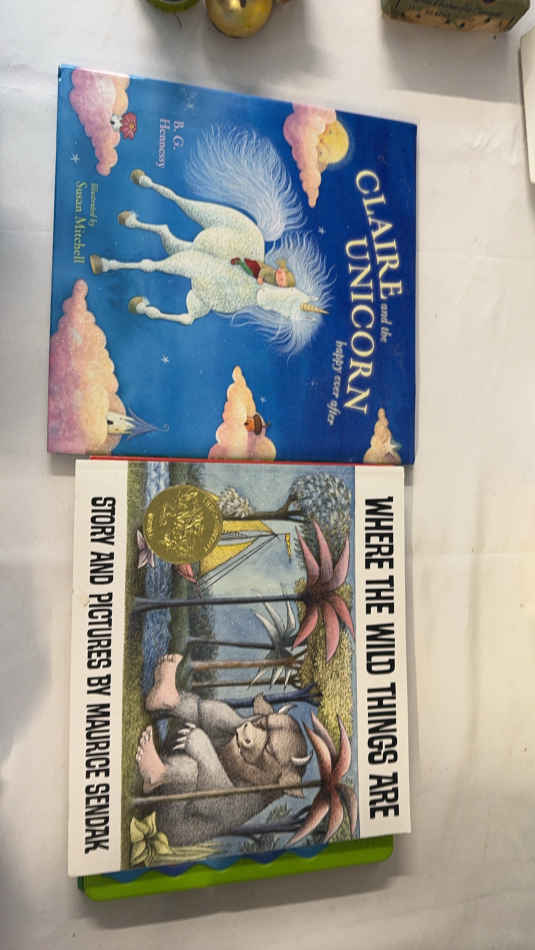 CLAIRE and the
UNICORN
happy ever after
B. G.
Hennessy
Illustrated by
Susan Mitchell
WHERE THE WILD THINGS ARE
STORY AND PICTURES BY MAURICE SENDAK